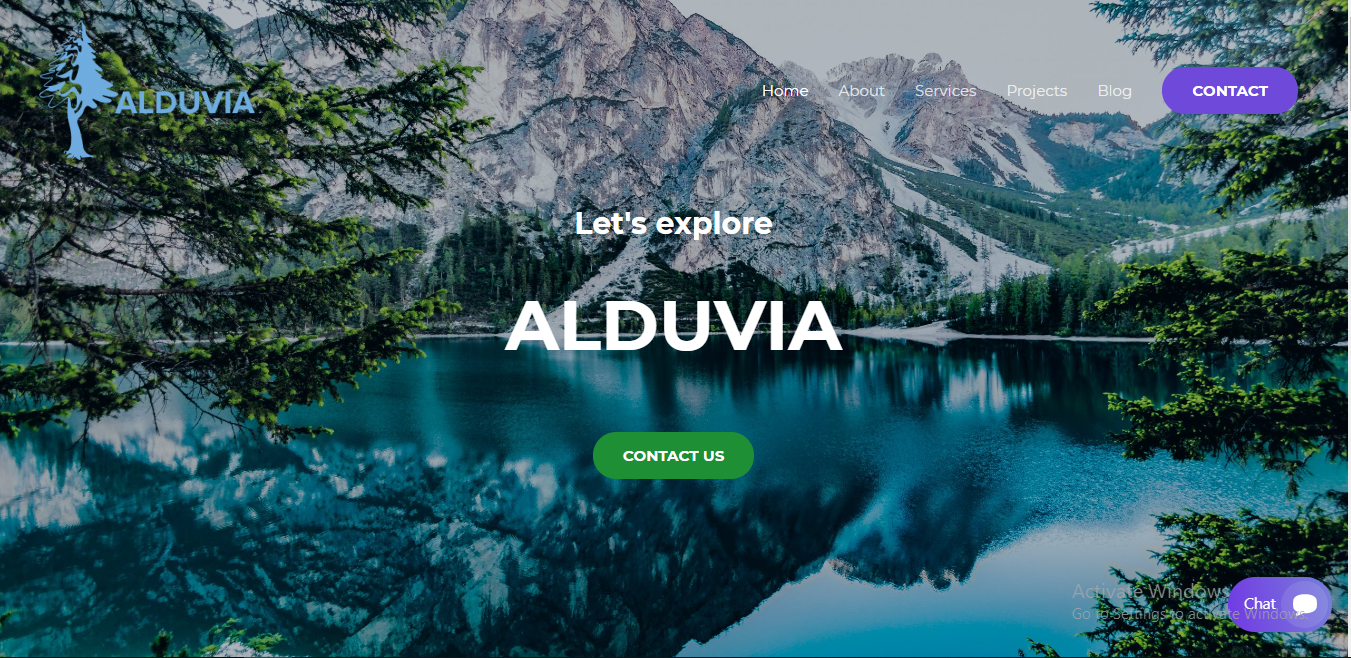 ALDUVIA
Home About Services Projects Blog CONTACT
Let's explore
ALDUVIA
CONTACT US
Activate Windows
Go to Settings to activate Windows.
Chat